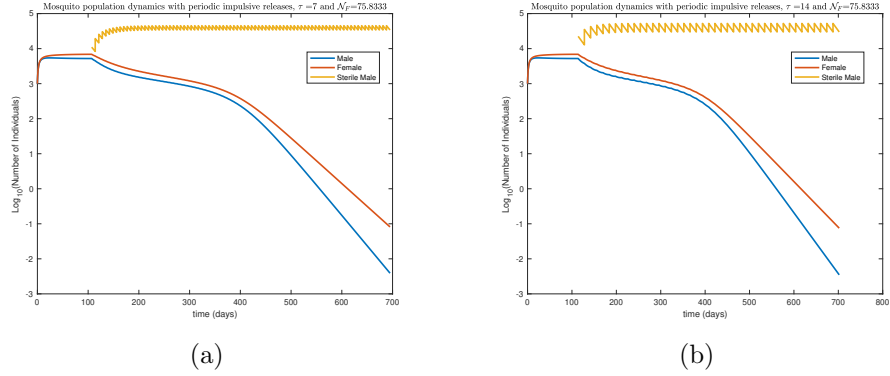 Mosquito population dynamics with periodic impulsive releases, τ =7 and 𝒩_F=75.8333
5
4
3
2
1
0
-1
-2
-3
Log10(Number of Individuals)
Male
Female
Sterile Male
0
100
200
300
400
500
600
700
time (days)
(a)
Mosquito population dynamics with periodic impulsive releases, τ =14 and 𝒩_F=75.8333
5
4
3
2
1
0
-1
-2
-3
Log10(Number of Individuals)
Male
Female
Sterile Male
0
100
200
300
400
500
600
700
800
time (days)
(b)